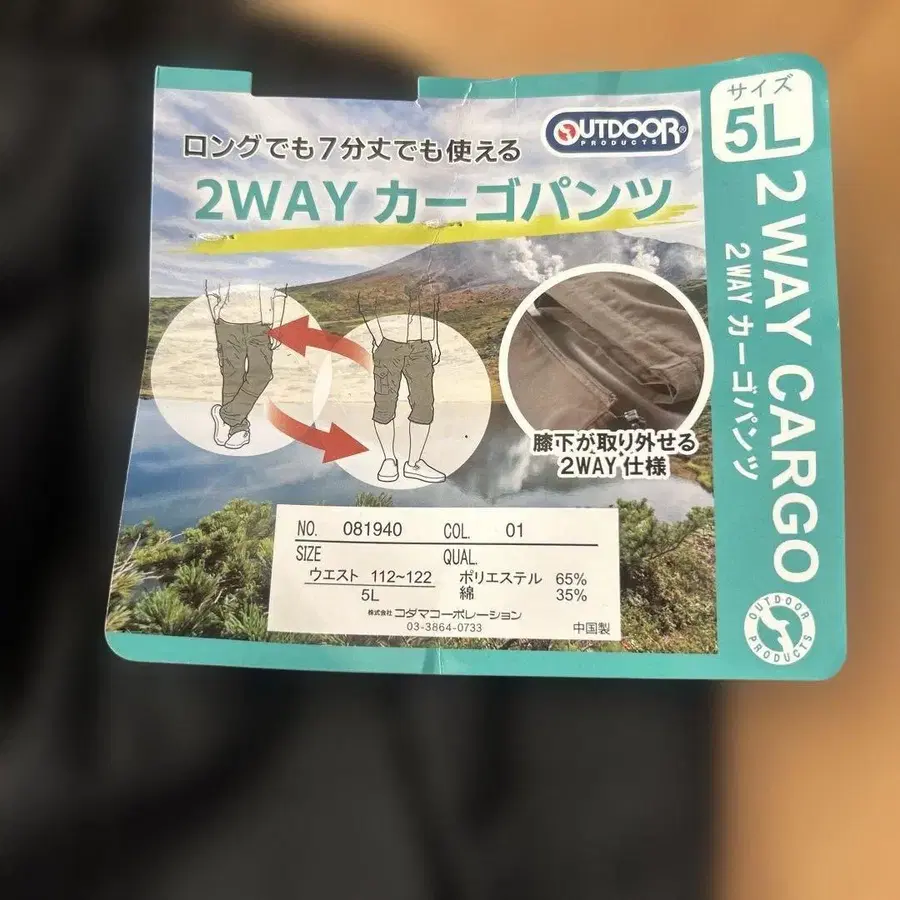 ロングでも7分丈でも使える
2WAY カーゴパンツ
OUTDOOR®
PRODUCTS
サイズ
5L
2WAY CARGO
2WAY カーゴパンツ
膝下が取り外せる
2WAY仕様
NO. 081940 COL. 01
SIZE QUAL.
ウエスト 112~122 ポリエステル 65%
5L 綿 35%
株式会社コダマコーポレーション
03-3864-0733 中国製
OUTDOOR PRODUCTS